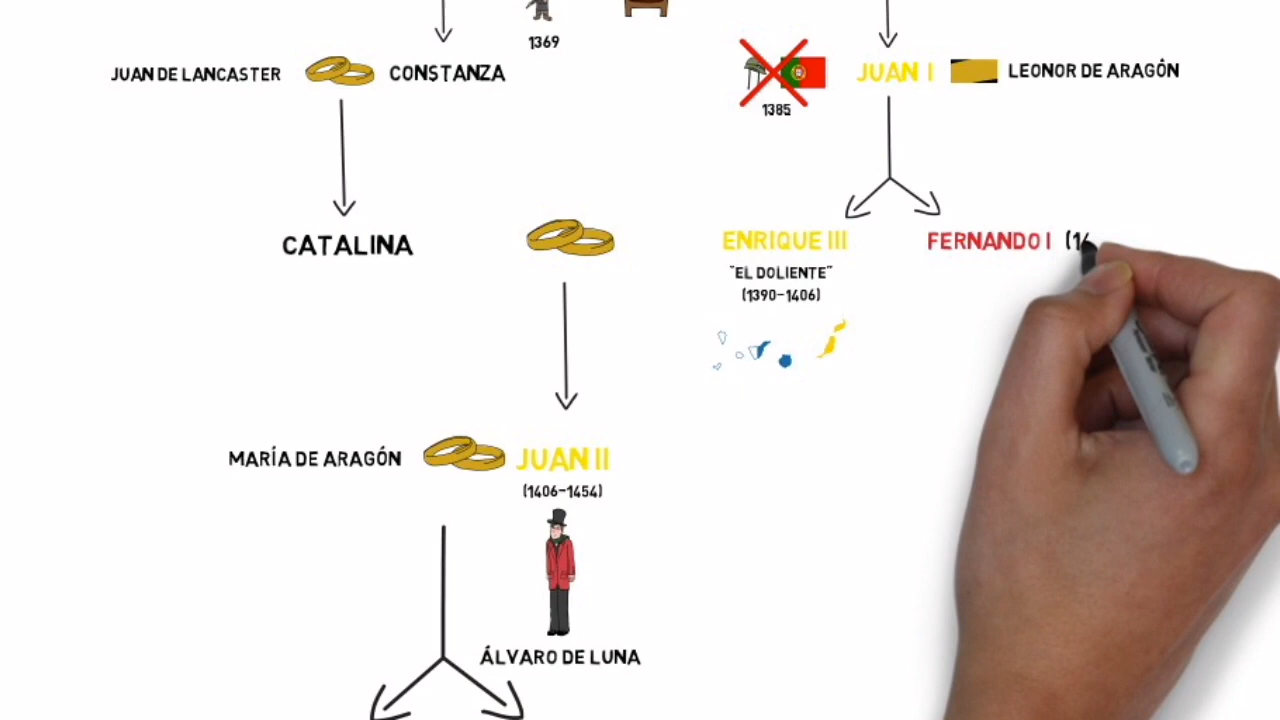 1369
JUAN DE LANCASTER CONSTANZA
JUAN I LEONOR DE ARAGÓN
1385
CATALINA
ENRIQUE III FERNANDO I (14
"EL DOLIENTE"
(1390-1406)
MARÍA DE ARAGÓN JUAN II
(1406-1454)
ÁLVARO DE LUNA